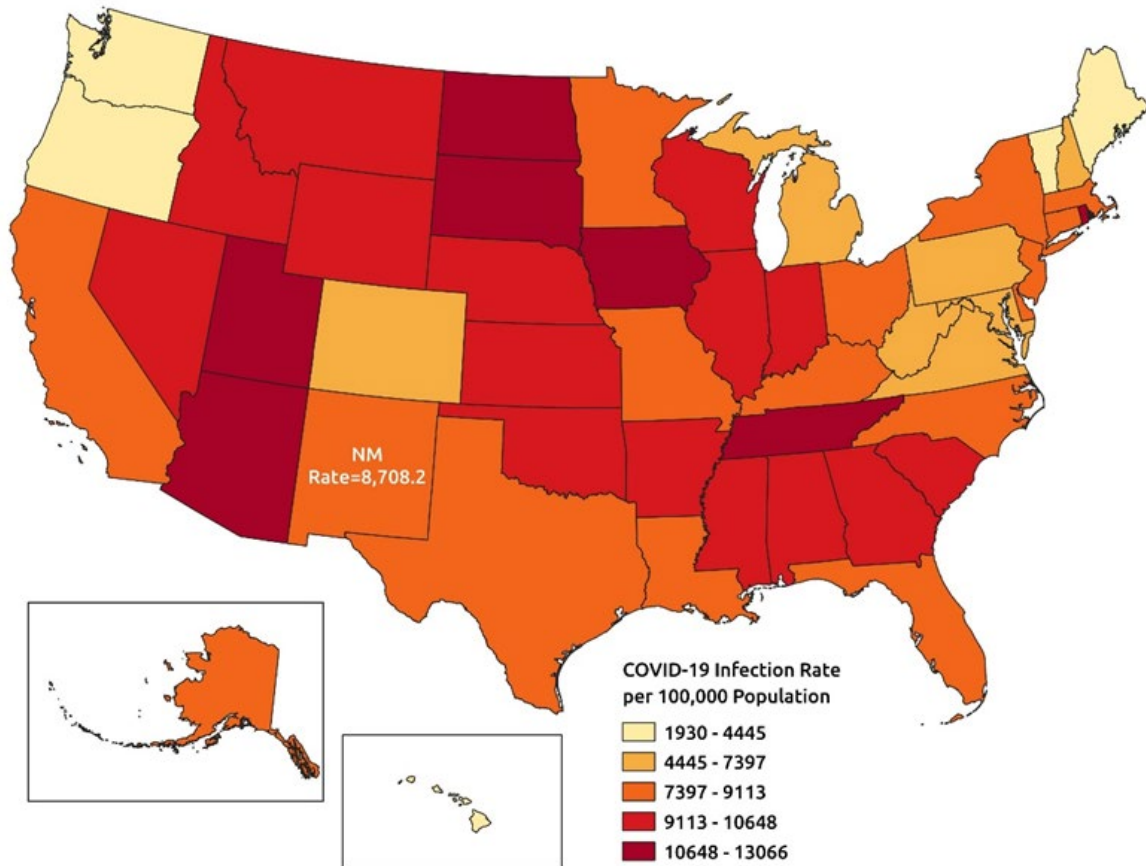 NM
Rate=8,708.2
COVID-19 Infection Rate
per 100,000 Population
1930 - 4445
4445 - 7397
7397 - 9113
9113 - 10648
10648 - 13066